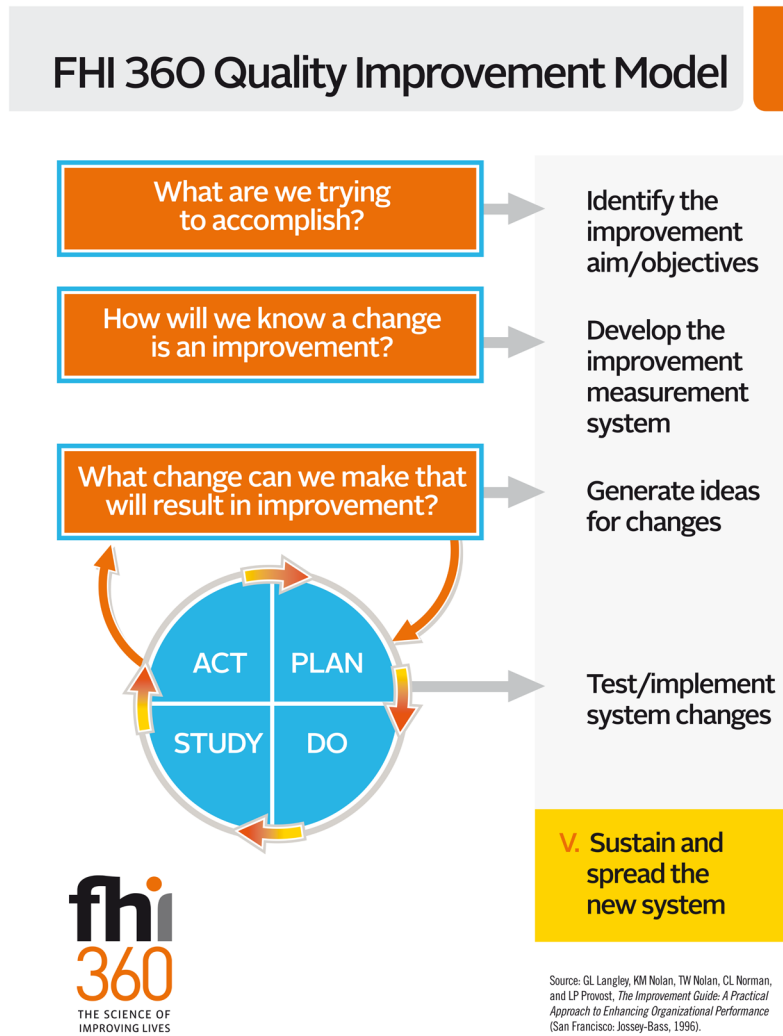 FHI 360 Quality Improvement Model
What are we trying
to accomplish?
Identify the
improvement
aim/objectives
How will we know a change
is an improvement?
Develop the
improvement
measurement
system
What change can we make that
will result in improvement?
Generate ideas
for changes
ACT
PLAN
STUDY
DO
Test/implement
system changes
V. Sustain and
spread the
new system
fhi
360
THE SCIENCE OF
IMPROVING LIVES
Source: GL Langley, KM Nolan, TW Nolan, CL Norman,
and LP Provost, The Improvement Guide: A Practical
Approach to Enhancing Organizational Performance
(San Francisco: Jossey-Bass, 1996).